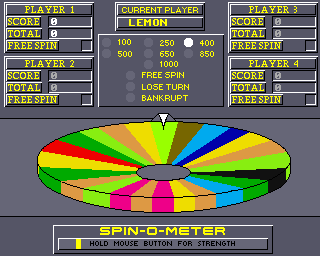 PLAYER 1
SCORE 0
TOTAL 0
FREE SPIN
PLAYER 2
SCORE 0
TOTAL 0
FREE SPIN
CURRENT PLAYER
LEMON
100 250 400
500 650 850
1000
FREE SPIN
LOSE TURN
BANKRUPT
PLAYER 3
SCORE 0
TOTAL 0
FREE SPIN
PLAYER 4
SCORE 0
TOTAL 0
FREE SPIN
SPIN-O-METER
HOLD MOUSE BUTTON FOR STRENGTH